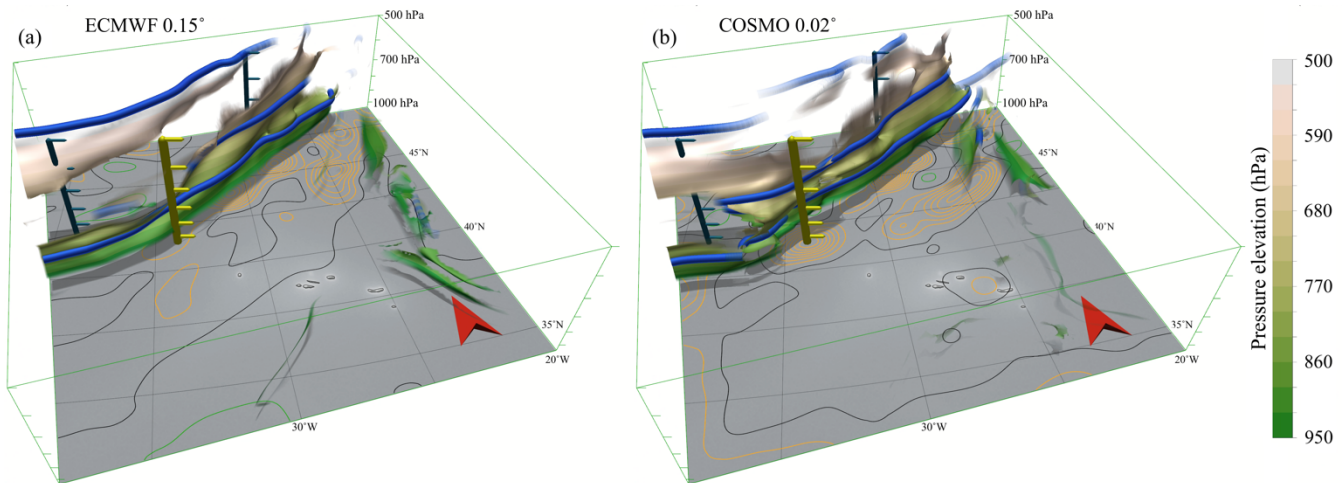 (a)
ECMWF 0.15°
500 hPa
700 hPa
1000 hPa
45°N
40°N
35°N
20°W
30°W
(b)
COSMO 0.02°
500 hPa
700 hPa
1000 hPa
45°N
40°N
35°N
20°W
30°W
Pressure elevation (hPa)
500
590
680
770
860
950